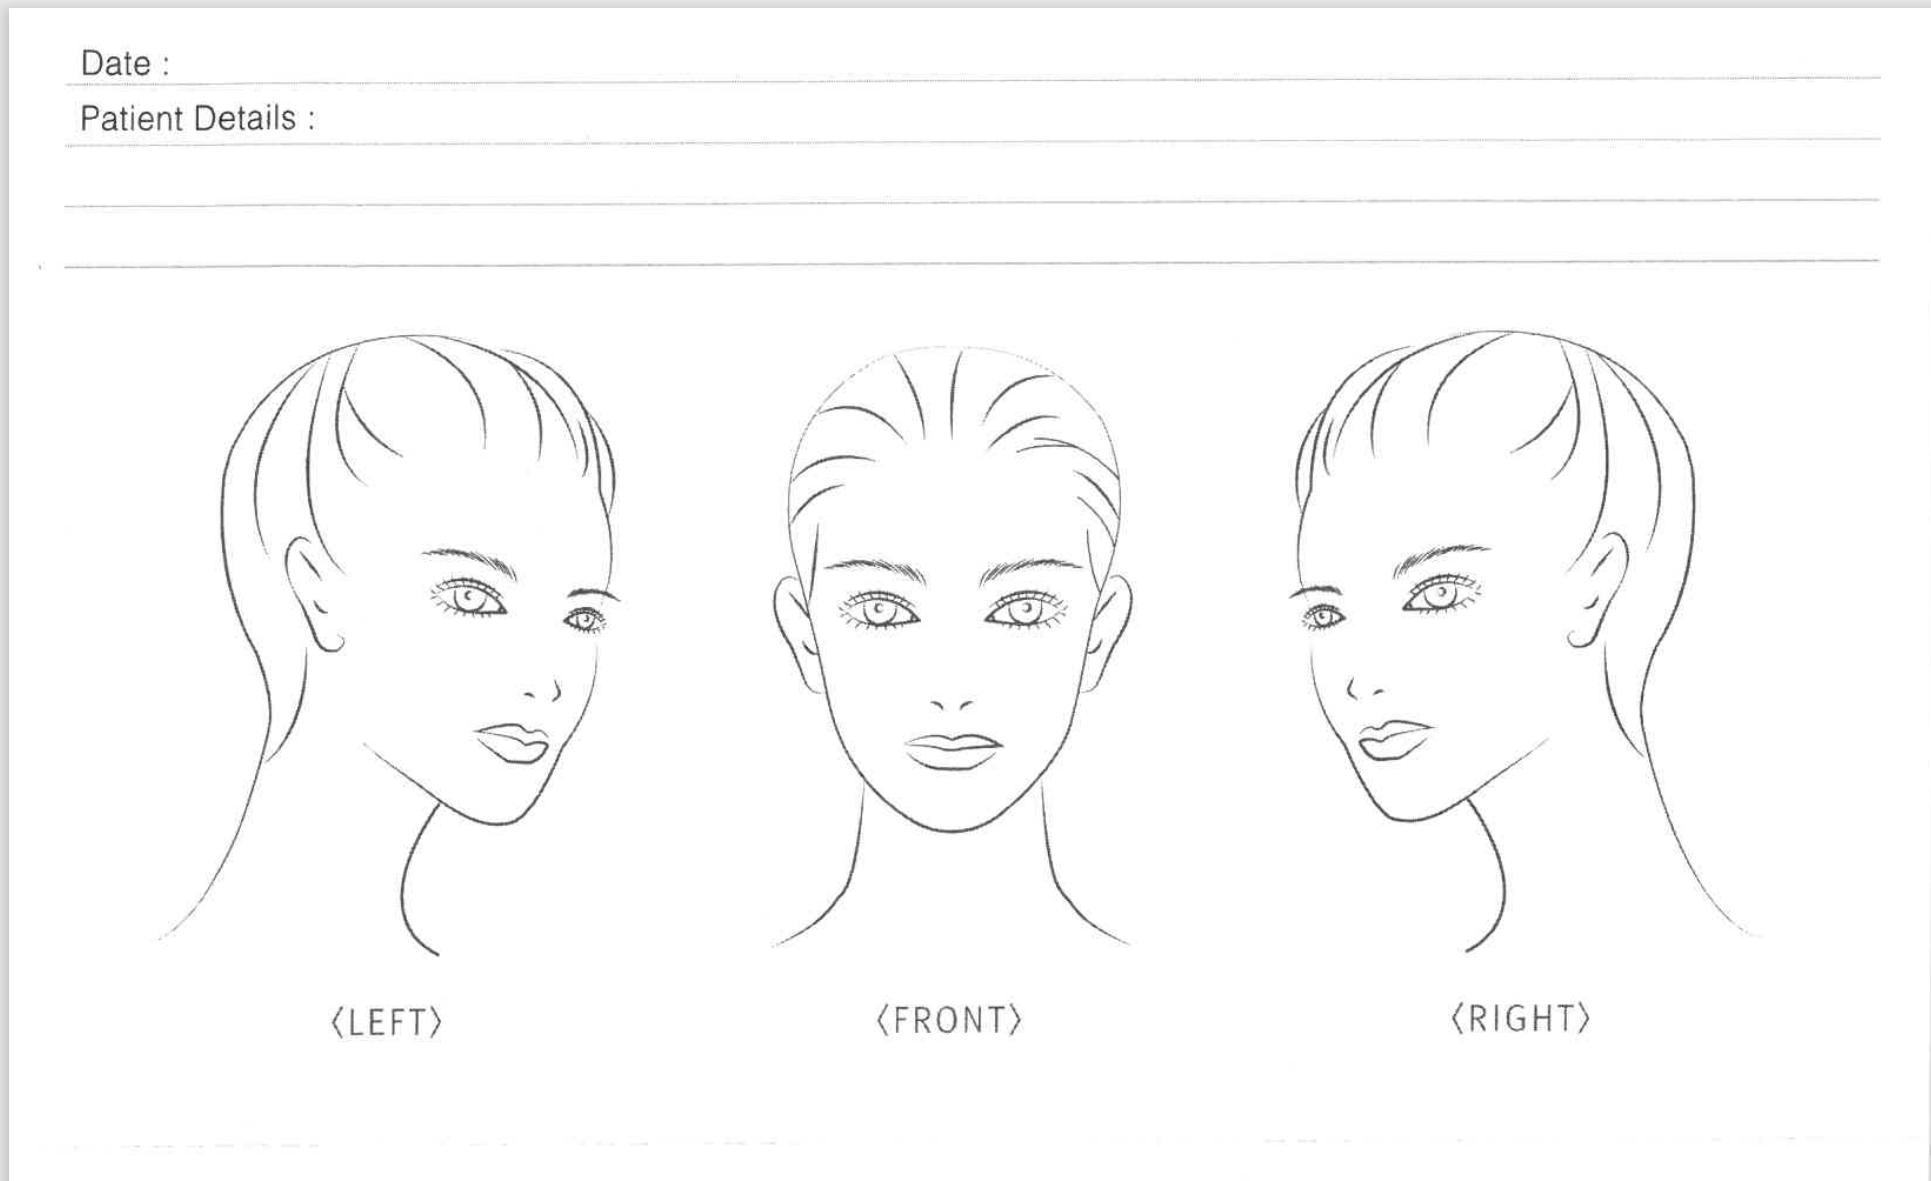 Date :
Patient Details :
〈LEFT〉
〈FRONT〉
〈RIGHT〉